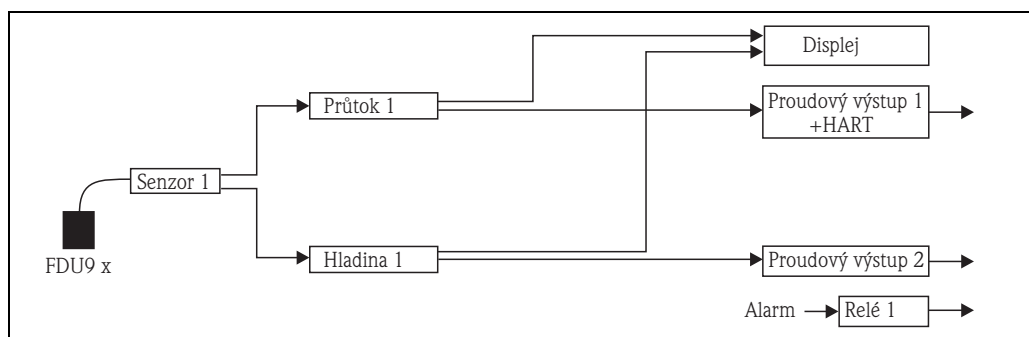 Displej
Průtok 1
Proudový výstup 1
+HART
Senzor 1
FDU9 x
Hladina 1
Proudový výstup 2
Alarm
Relé 1